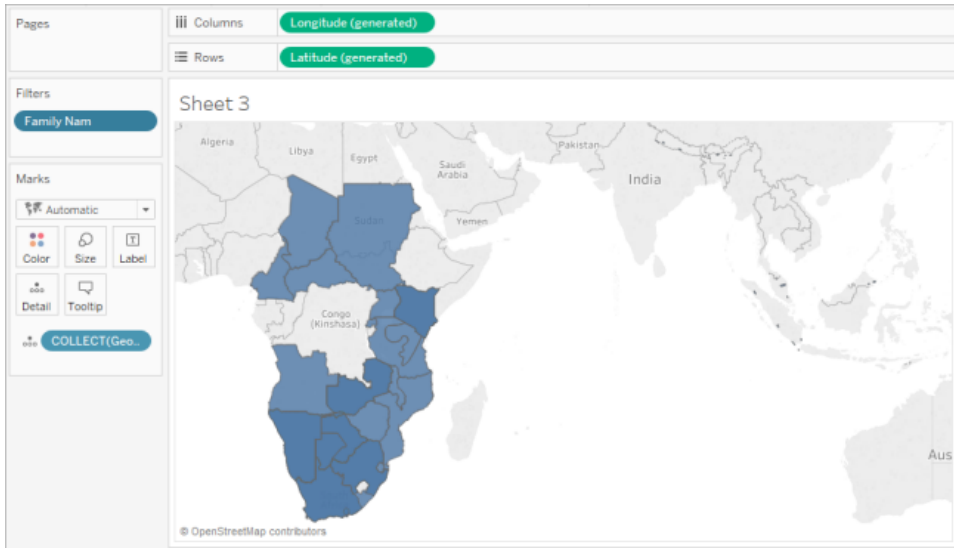 Pages
Columns
Longitude (generated)
Rows
Latitude (generated)
Filters
Family Nam
Marks
Automatic
Color
Size
T
Label
Detail
Tooltip
COLLECT(Geo..
Sheet 3
Algeria
Libya
Egypt
Saudi
Arabia
Pakistan
India
Sudan
Yemen
Congo
(Kinshasa)
Aus
© OpenStreetMap contributors